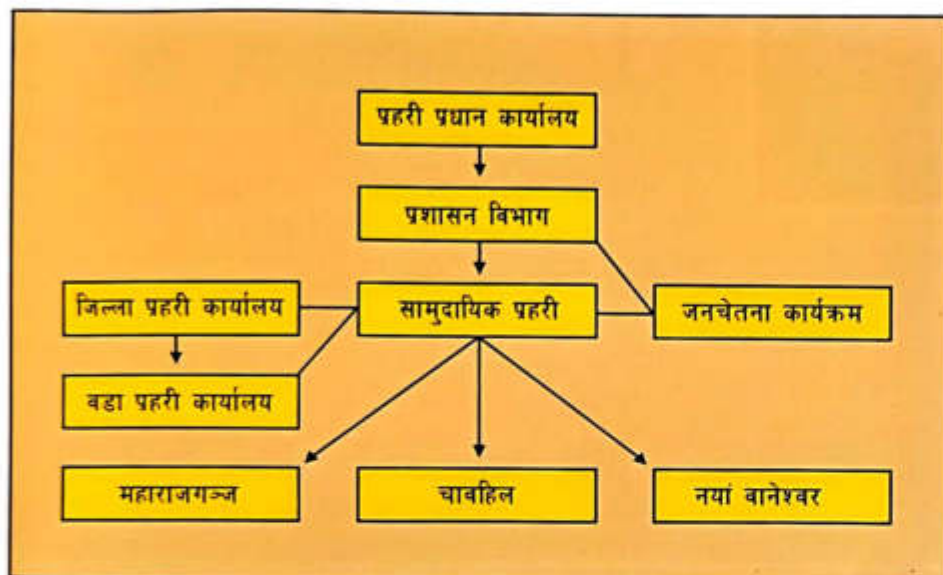 प्रहरी प्रधान कार्यालय
प्रशासन विभाग
जिल्ला प्रहरी कार्यालय
सामुदायिक प्रहरी
जनचेतना कार्यक्रम
वडा प्रहरी कार्यालय
महाराजगञ्ज
चावहिल
नयां वानेश्वर